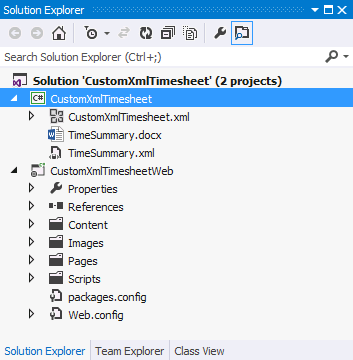 Solution Explorer
Search Solution Explorer (Ctrl+;)
Solution 'CustomXmlTimesheet' (2 projects)
C# CustomXmlTimesheet
CustomXmlTimesheet.xml
TimeSummary.docx
TimeSummary.xml
CustomXmlTimesheetWeb
Properties
References
Content
Images
Pages
Scripts
packages.config
Web.config
Solution Explorer Team Explorer Class View